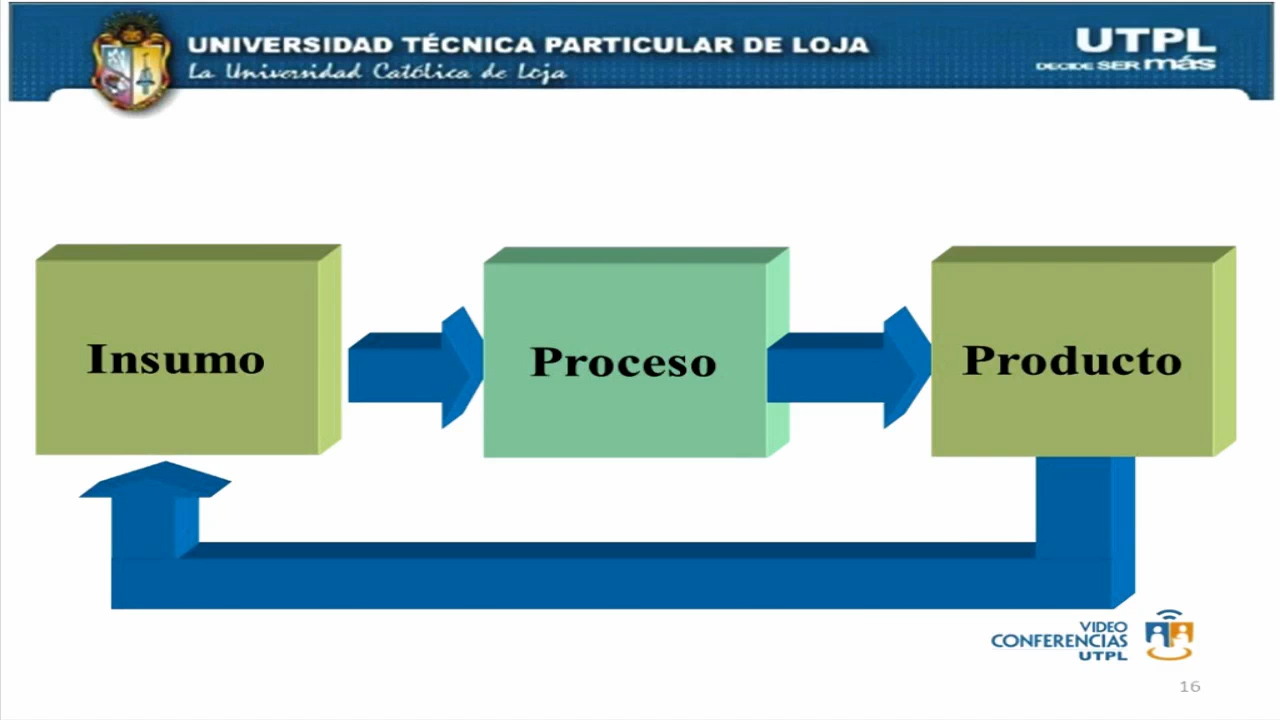 UNIVERSIDAD TÉCNICA PARTICULAR DE LOJA
La Universidad Católica de Loja
UTPL
DECIDE SER más
Insumo
Proceso
Producto
VIDEO
CONFERENCIAS
UTPL
16